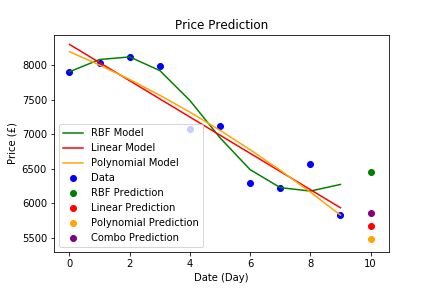 Price Prediction
Price (£)
8000
7500
7000
6500
6000
5500
RBF Model
Linear Model
Polynomial Model
Data
RBF Prediction
Linear Prediction
Polynomial Prediction
Combo Prediction
0 2 4 6 8 10
Date (Day)